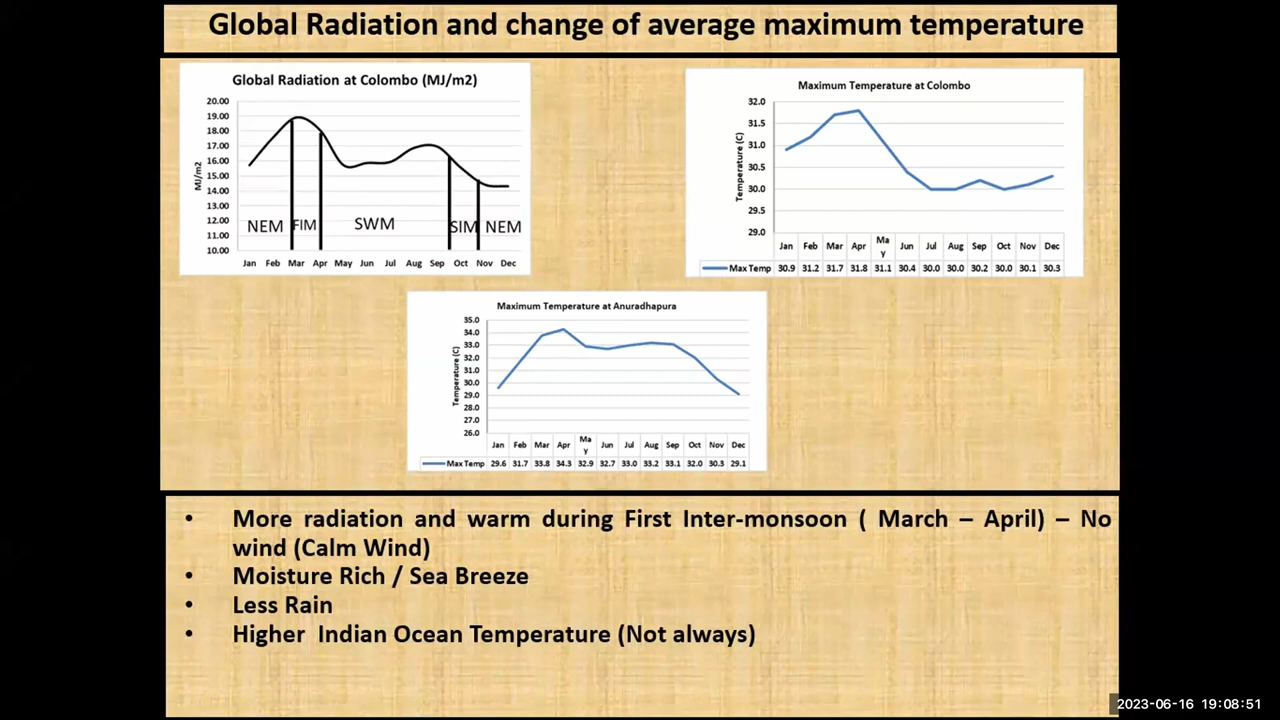 Global Radiation and change of average maximum temperature
Global Radiation at Colombo (MJ/m2)
20.00
19.00
18.00
17.00
16.00
15.00
14.00
13.00
12.00
11.00
10.00
MJ/m2
NEM FIM SWM SIM NEM
Jan Feb Mar Apr May Jun Jul Aug Sep Oct Nov Dec
Maximum Temperature at Colombo
32.0
31.5
31.0
30.5
30.0
29.5
29.0
Temperature (C)
Jan Feb Mar Apr Ma Jun Jul Aug Sep Oct Nov Dec
y
Max Temp 30.9 31.2 31.7 31.8 31.1 30.4 30.0 30.0 30.2 30.0 30.1 30.3
Maximum Temperature at Anuradhapura
35.0
34.0
33.0
32.0
31.0
30.0
29.0
28.0
27.0
26.0
Temperature (C)
Jan Feb Mar Apr Ma Jun Jul Aug Sep Oct Nov Dec
y
Max Temp 29.6 31.7 33.8 34.3 32.9 32.7 33.0 33.2 33.1 32.0 30.3 29.1
• More radiation and warm during First Inter-monsoon ( March – April) – No
wind (Calm Wind)
• Moisture Rich / Sea Breeze
• Less Rain
• Higher Indian Ocean Temperature (Not always)
2023-06-16 19:08:51